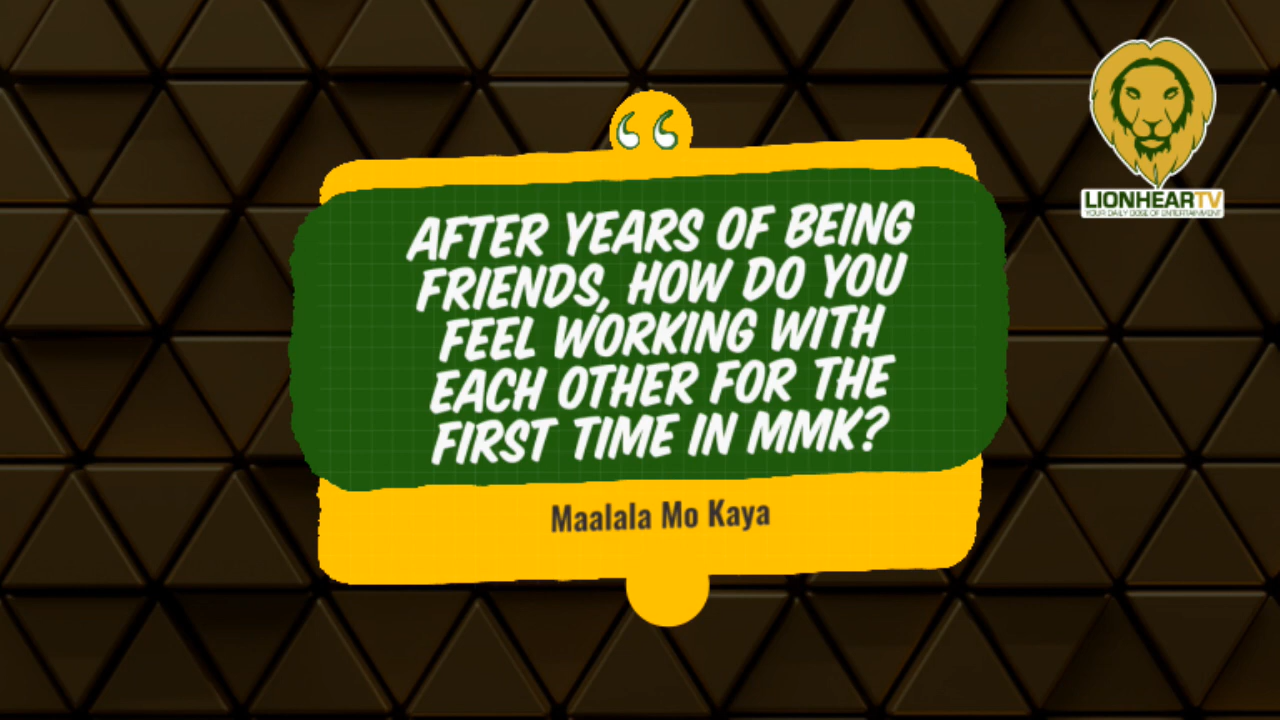 LIONHEARTV
YOUR DAILY DOSE OF ENTERTAINMENT
“
AFTER YEARS OF BEING
FRIENDS, HOW DO YOU
FEEL WORKING WITH
EACH OTHER FOR THE
FIRST TIME IN MMK?
Maalala Mo Kaya